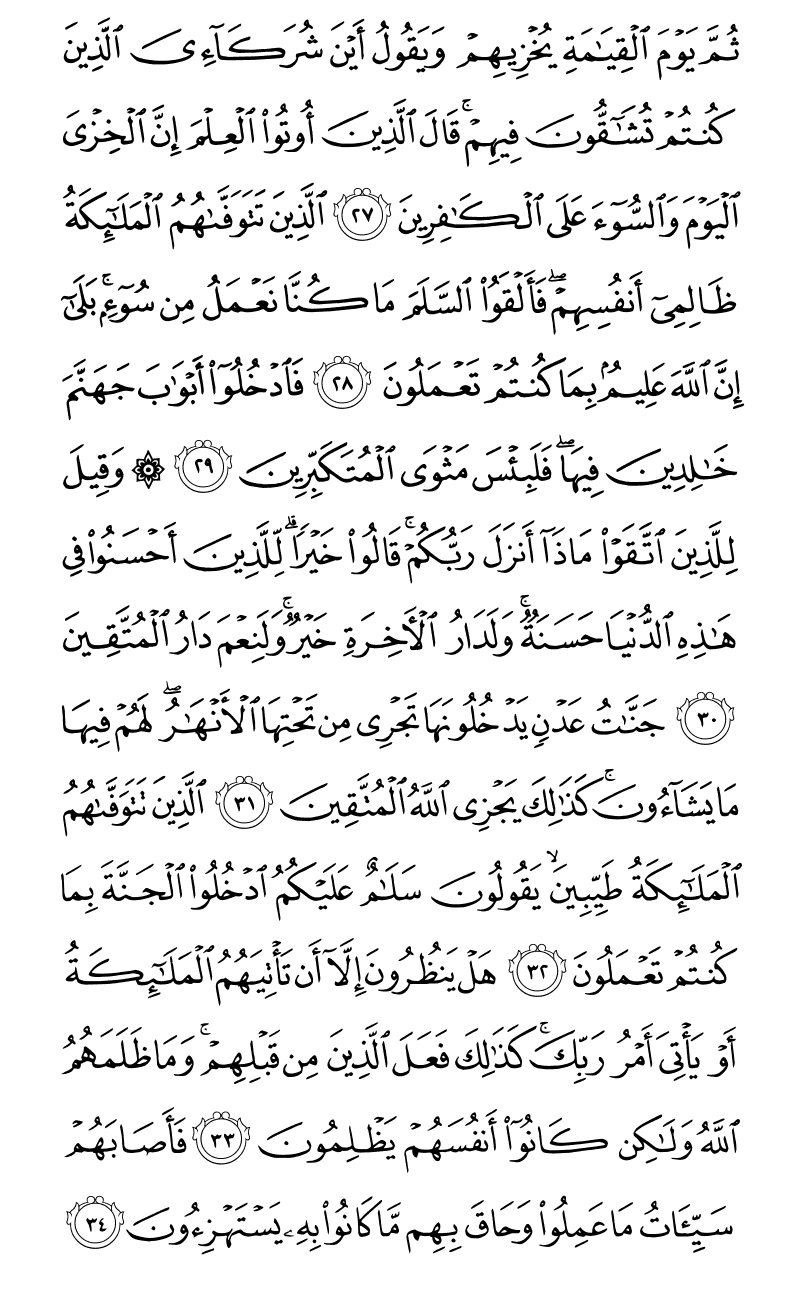 ثُمَّ يَوْمَ ٱلْقِيَـٰمَةِ يُخْزِيهِمْ وَيَقُولُ أَيْنَ شُرَكَآءِىَ ٱلَّذِينَ
كُنتُمْ تُشَـٰٓقُّونَ فِيهِمْ ۚ قَالَ ٱلَّذِينَ أُوتُوا۟ ٱلْعِلْمَ إِنَّ ٱلْخِزْىَ
ٱلْيَوْمَ وَٱلسُّوٓءَ عَلَى ٱلْكَـٰفِرِينَ ٢٧ ٱلَّذِينَ تَتَوَفَّىٰهُمُ ٱلْمَلَـٰٓئِكَةُ
ظَالِمِىٓ أَنفُسِهِمْ ۖ فَأَلْقَوُا۟ ٱلسَّلَمَ مَا كُنَّا نَعْمَلُ مِن سُوٓءٍۭ ۚ بَلَىٰٓ
إِنَّ ٱللَّهَ عَلِيمٌۢ بِمَا كُنتُمْ تَعْمَلُونَ ٢٨ فَٱدْخُلُوٓا۟ أَبْوَٰبَ جَهَنَّمَ
خَـٰلِدِينَ فِيهَا ۖ فَلَبِئْسَ مَثْوَى ٱلْمُتَكَبِّرِينَ ٢٩ ۞ وَقِيلَ
لِلَّذِينَ ٱتَّقَوْا۟ مَاذَآ أَنزَلَ رَبُّكُمْ ۚ قَالُوا۟ خَيْرًا ۗ لِّلَّذِينَ أَحْسَنُوا۟ فِى
هَـٰذِهِ ٱلدُّنْيَا حَسَنَةٌ ۚ وَلَدَارُ ٱلْـَٔاخِرَةِ خَيْرٌ ۚ وَلَنِعْمَ دَارُ ٱلْمُتَّقِينَ
٣٠ جَنَّـٰتُ عَدْنٍ يَدْخُلُونَهَا تَجْرِى مِن تَحْتِهَا ٱلْأَنْهَـٰرُ ۖ لَهُمْ فِيهَا
مَا يَشَآءُونَ ۚ كَذَٰلِكَ يَجْزِى ٱللَّهُ ٱلْمُتَّقِينَ ٣١ ٱلَّذِينَ تَتَوَفَّىٰهُمُ
ٱلْمَلَـٰٓئِكَةُ طَيِّبِينَ ۙ يَقُولُونَ سَلَـٰمٌ عَلَيْكُمُ ٱدْخُلُوا۟ ٱلْجَنَّةَ بِمَا
كُنتُمْ تَعْمَلُونَ ٣٢ هَلْ يَنظُرُونَ إِلَّآ أَن تَأْتِيَهُمُ ٱلْمَلَـٰٓئِكَةُ
أَوْ يَأْتِىَ أَمْرُ رَبِّكَ ۚ كَذَٰلِكَ فَعَلَ ٱلَّذِينَ مِن قَبْلِهِمْ ۚ وَمَا ظَلَمَهُمُ
ٱللَّهُ وَلَـٰكِن كَانُوٓا۟ أَنفُسَهُمْ يَظْلِمُونَ ٣٣ فَأَصَابَهُمْ
سَيِّـَٔاتُ مَا عَمِلُوا۟ وَحَاقَ بِهِم مَّا كَانُوا۟ بِهِۦ يَسْتَهْزِءُونَ ٣٤